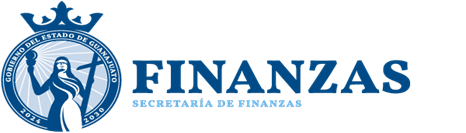 GOBIERNO DEL ESTADO DE GUANAJUATO
2024 2030
FINANZAS
SECRETARÍA DE FINANZAS